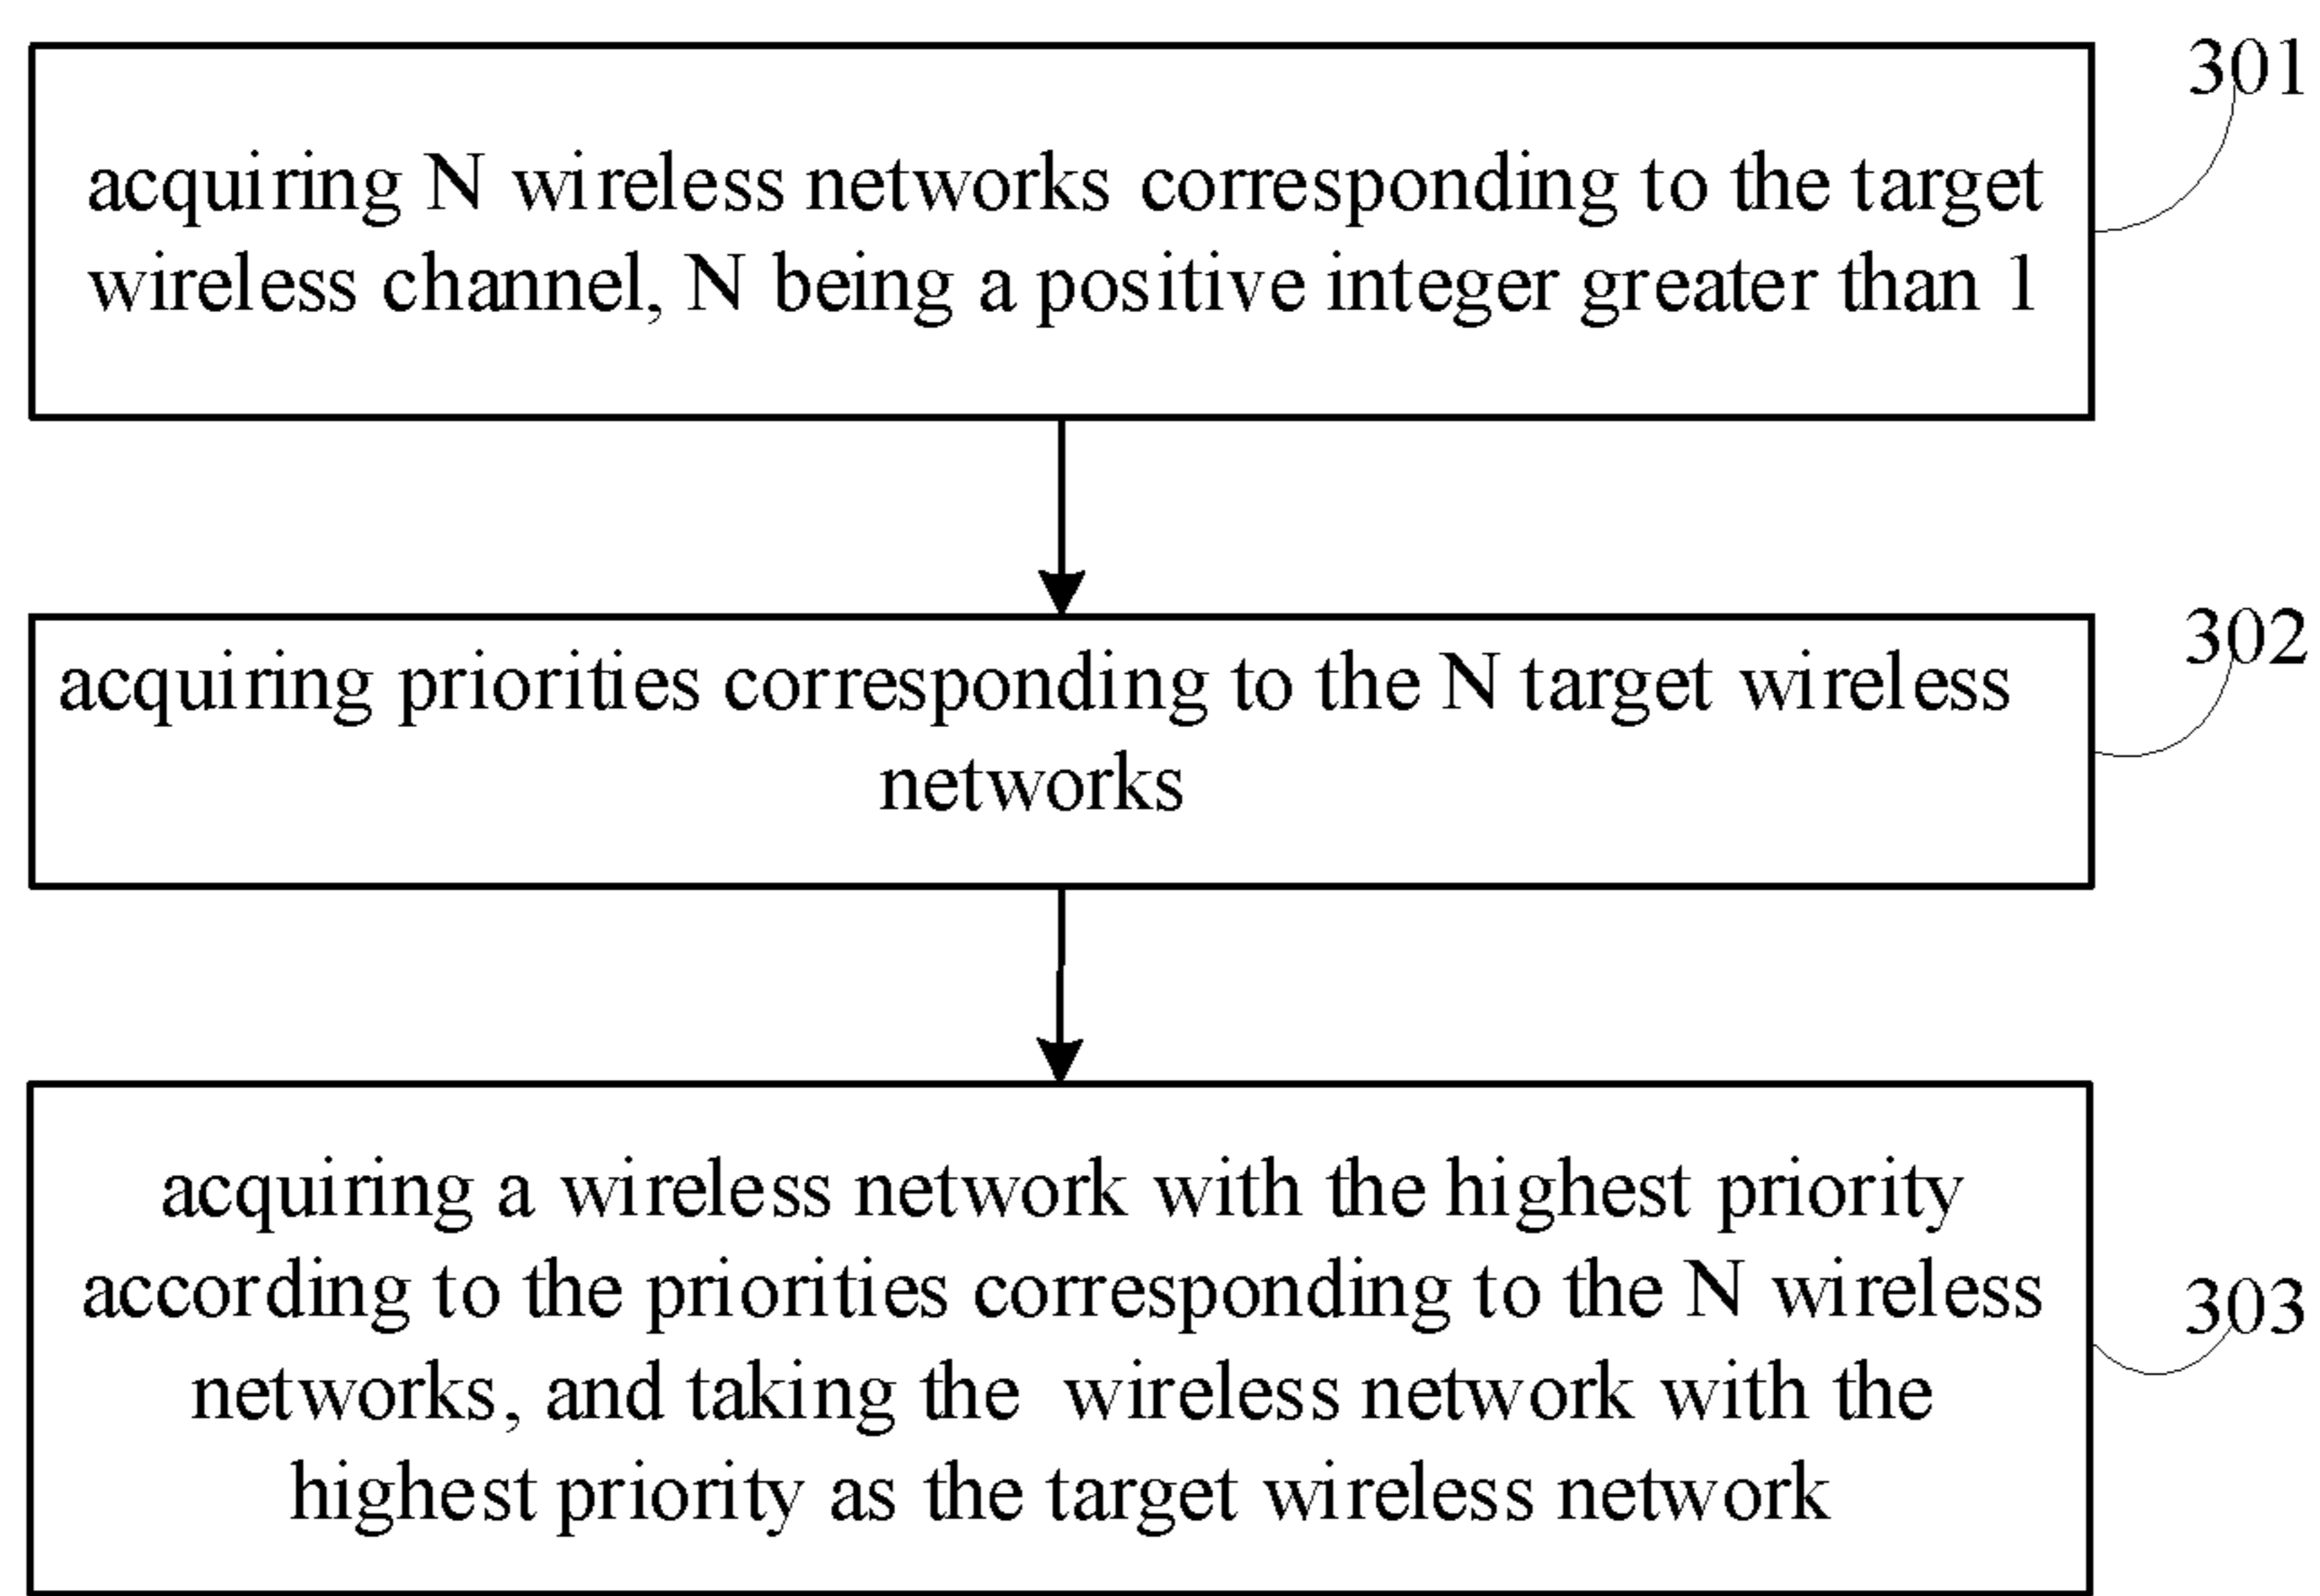 301
acquiring N wireless networks corresponding to the target
wireless channel, N being a positive integer greater than 1
302
acquiring priorities corresponding to the N target wireless
networks
acquiring a wireless network with the highest priority
according to the priorities corresponding to the N wireless
303
networks, and taking the wireless network with the
highest priority as the target wireless network